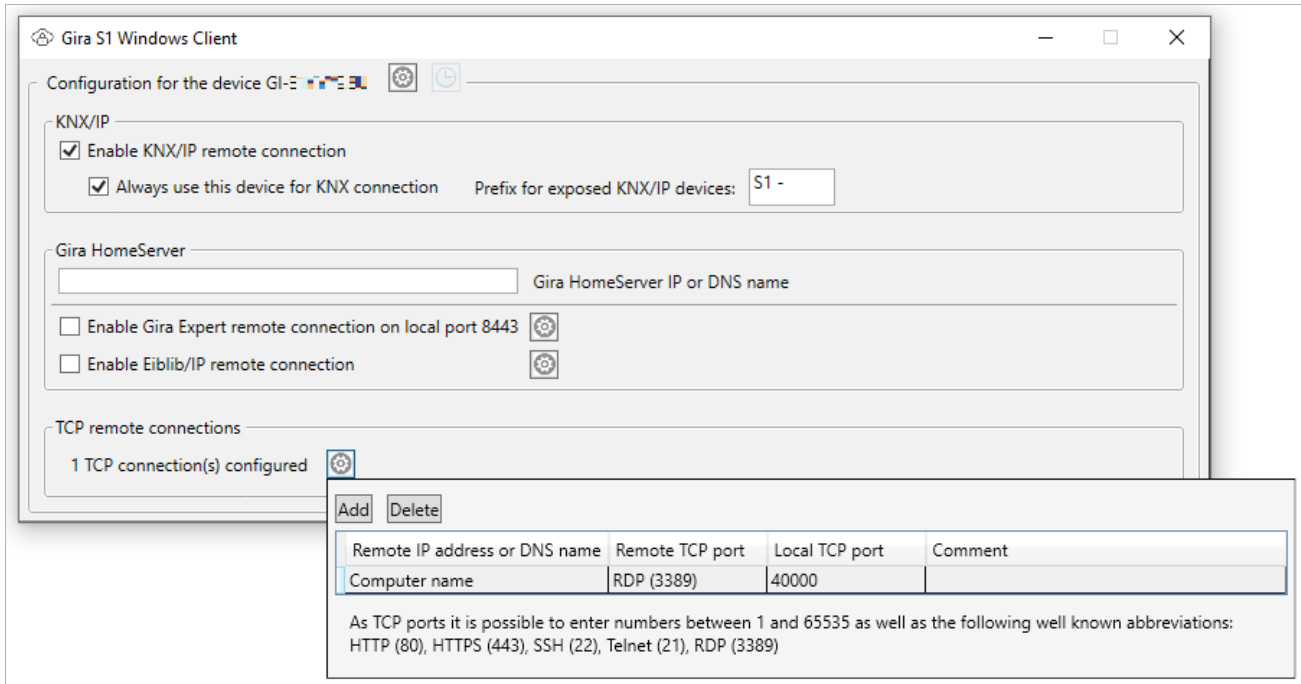 Gira S1 Windows Client
Configuration for the device GI-
KNX/IP
Enable KNX/IP remote connection
Always use this device for KNX connection Prefix for exposed KNX/IP devices: S1 -
Gira HomeServer
Gira HomeServer IP or DNS name
Enable Gira Expert remote connection on local port 8443
Enable Eiblib/IP remote connection
TCP remote connections
1 TCP connection(s) configured
Add Delete
Remote IP address or DNS name Remote TCP port Local TCP port Comment
Computer name RDP (3389) 40000
As TCP ports it is possible to enter numbers between 1 and 65535 as well as the following well known abbreviations:
HTTP (80), HTTPS (443), SSH (22), Telnet (21), RDP (3389)